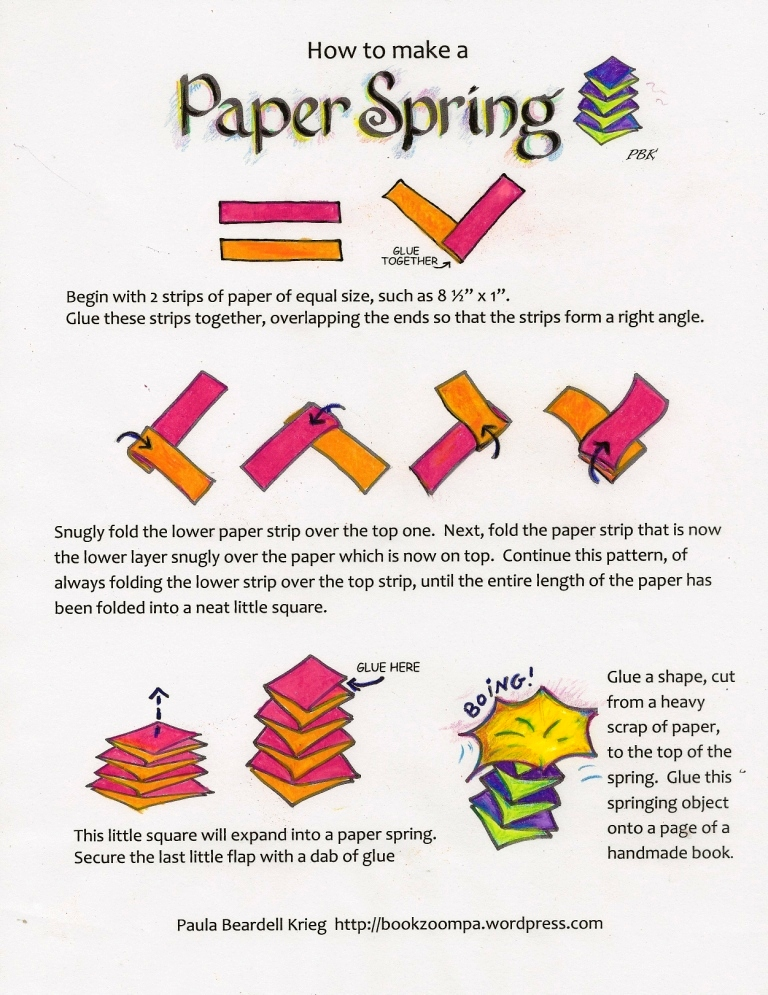 How to make a
Paper Spring
PBK
GLUE
TOGETHER
Begin with 2 strips of paper of equal size, such as 8 ½” x 1”.
Glue these strips together, overlapping the ends so that the strips form a right angle.
Snugly fold the lower paper strip over the top one.  Next, fold the paper strip that is now
the lower layer snugly over the paper which is now on top.  Continue this pattern, of
always folding the lower strip over the top strip, until the entire length of the paper has
been folded into a neat little square.
GLUE HERE
This little square will expand into a paper spring.
Secure the last little flap with a dab of glue
BOING!
Glue a shape, cut
from a heavy
scrap of paper,
to the top of the
spring.  Glue this
springing object
onto a page of a
handmade book.
Paula Beardell Krieg  http://bookzoompa.wordpress.com